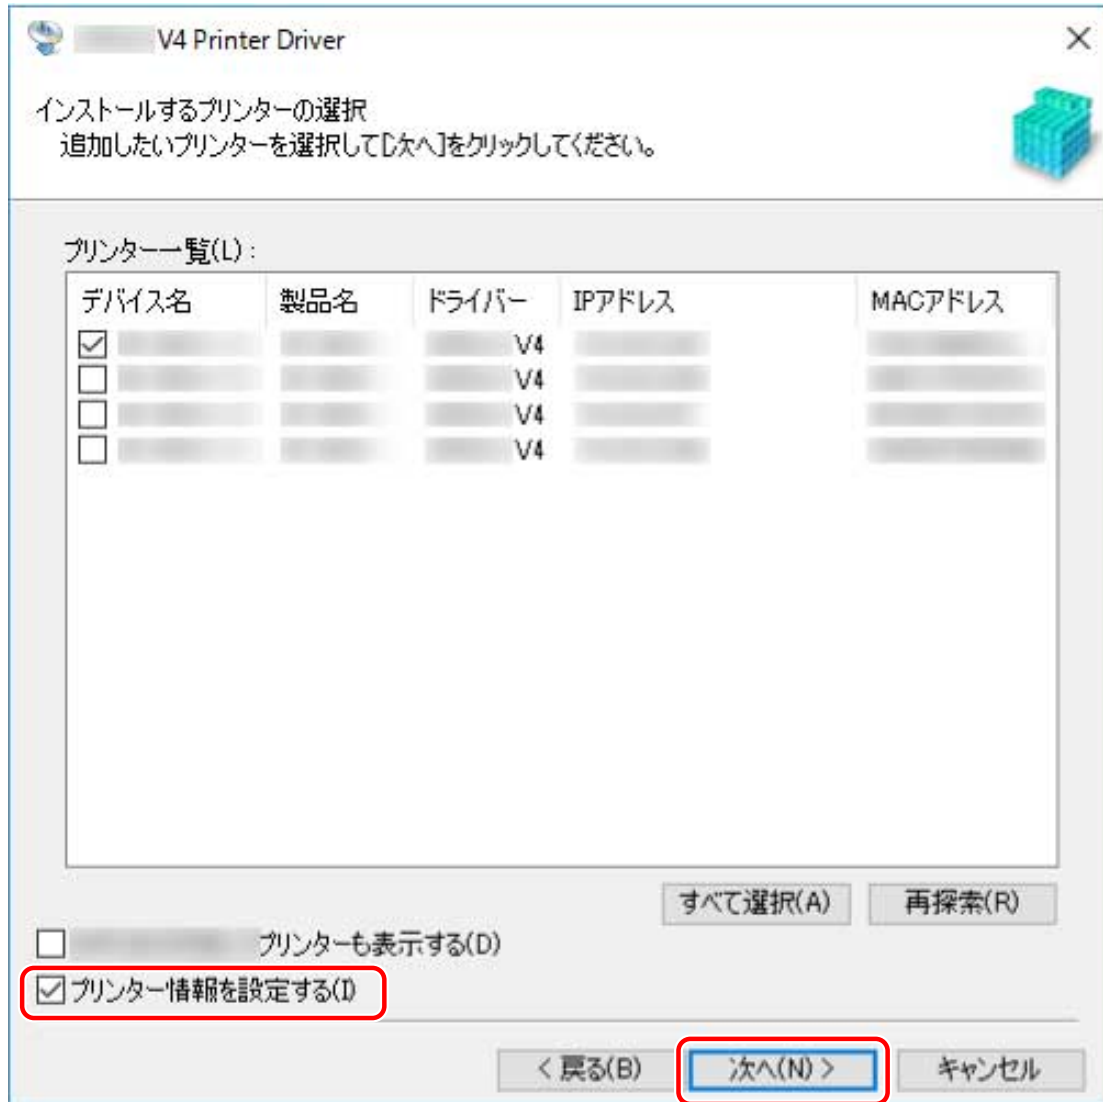 V4 Printer Driver
インストールするプリンターの選択
追加したいプリンターを選択して[次へ]をクリックしてください。
プリンター一覧(L):
デバイス名 製品名 ドライバー IPアドレス MACアドレス
V4
V4
V4
V4
すべて選択(A) 再探索(R)
プリンターも表示する(D)
プリンター情報を設定する(I)
< 戻る(B) 次へ(N) > キャンセル